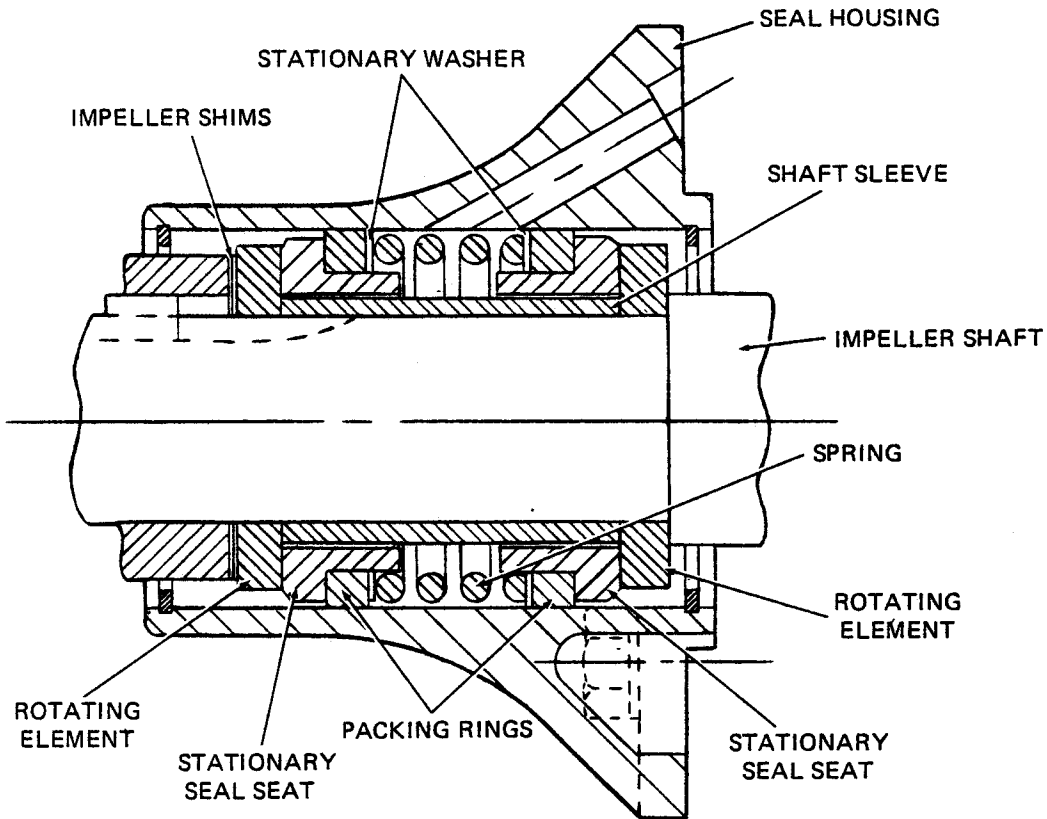 SEAL HOUSING
STATIONARY WASHER
IMPELLER SHIMS
SHAFT SLEEVE
IMPELLER SHAFT
SPRING
ROTATING
ELEMENT
ROTATING
ELEMENT
PACKING RINGS
STATIONARY
SEAL SEAT
STATIONARY
SEAL SEAT